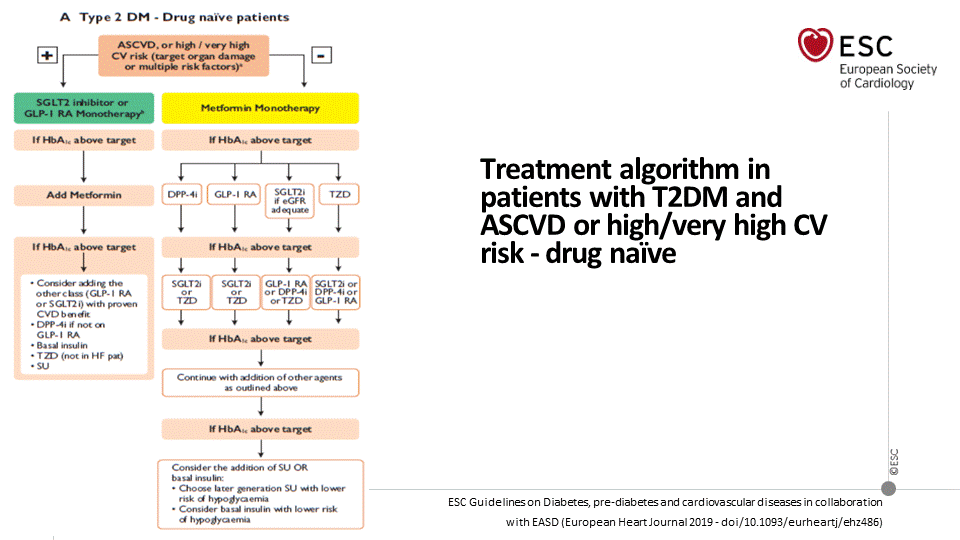 A Type 2 DM - Drug naïve patients
+
ASCVD, or high / very high
CV risk (target organ damage
or multiple risk factors)ᵃ
-
SGLT2 inhibitor or
GLP-1 RA Monotherapyᵇ
Metformin Monotherapy
If HbA₁c above target
If HbA₁c above target
Add Metformin
DPP-4i
GLP-1 RA
SGLT2i
if eGFR
adequate
TZD
If HbA₁c above target
If HbA₁c above target
• Consider adding the
other class (GLP-1 RA
or SGLT2i) with proven
CVD benefit
• DPP-4i if not on
GLP-1 RA
• Basal insulin
• TZD (not in HF pat)
• SU
SGLT2i
or
TZD
SGLT2i
or
TZD
GLP-1 RA
or DPP-4i
or TZD
SGLT2i or
DPP-4i or
GLP-1 RA
If HbA₁c above target
Continue with addition of other agents
as outlined above
If HbA₁c above target
Consider the addition of SU OR
basal insulin:
• Choose later generation SU with lower
risk of hypoglycaemia
• Consider basal insulin with lower risk
of hypoglycaemia
ESC
European Society
of Cardiology
Treatment algorithm in
patients with T2DM and
ASCVD or high/very high CV
risk - drug naïve
©ESC
ESC Guidelines on Diabetes, pre-diabetes and cardiovascular diseases in collaboration
with EASD (European Heart Journal 2019 - doi/10.1093/eurheartj/ehz486)